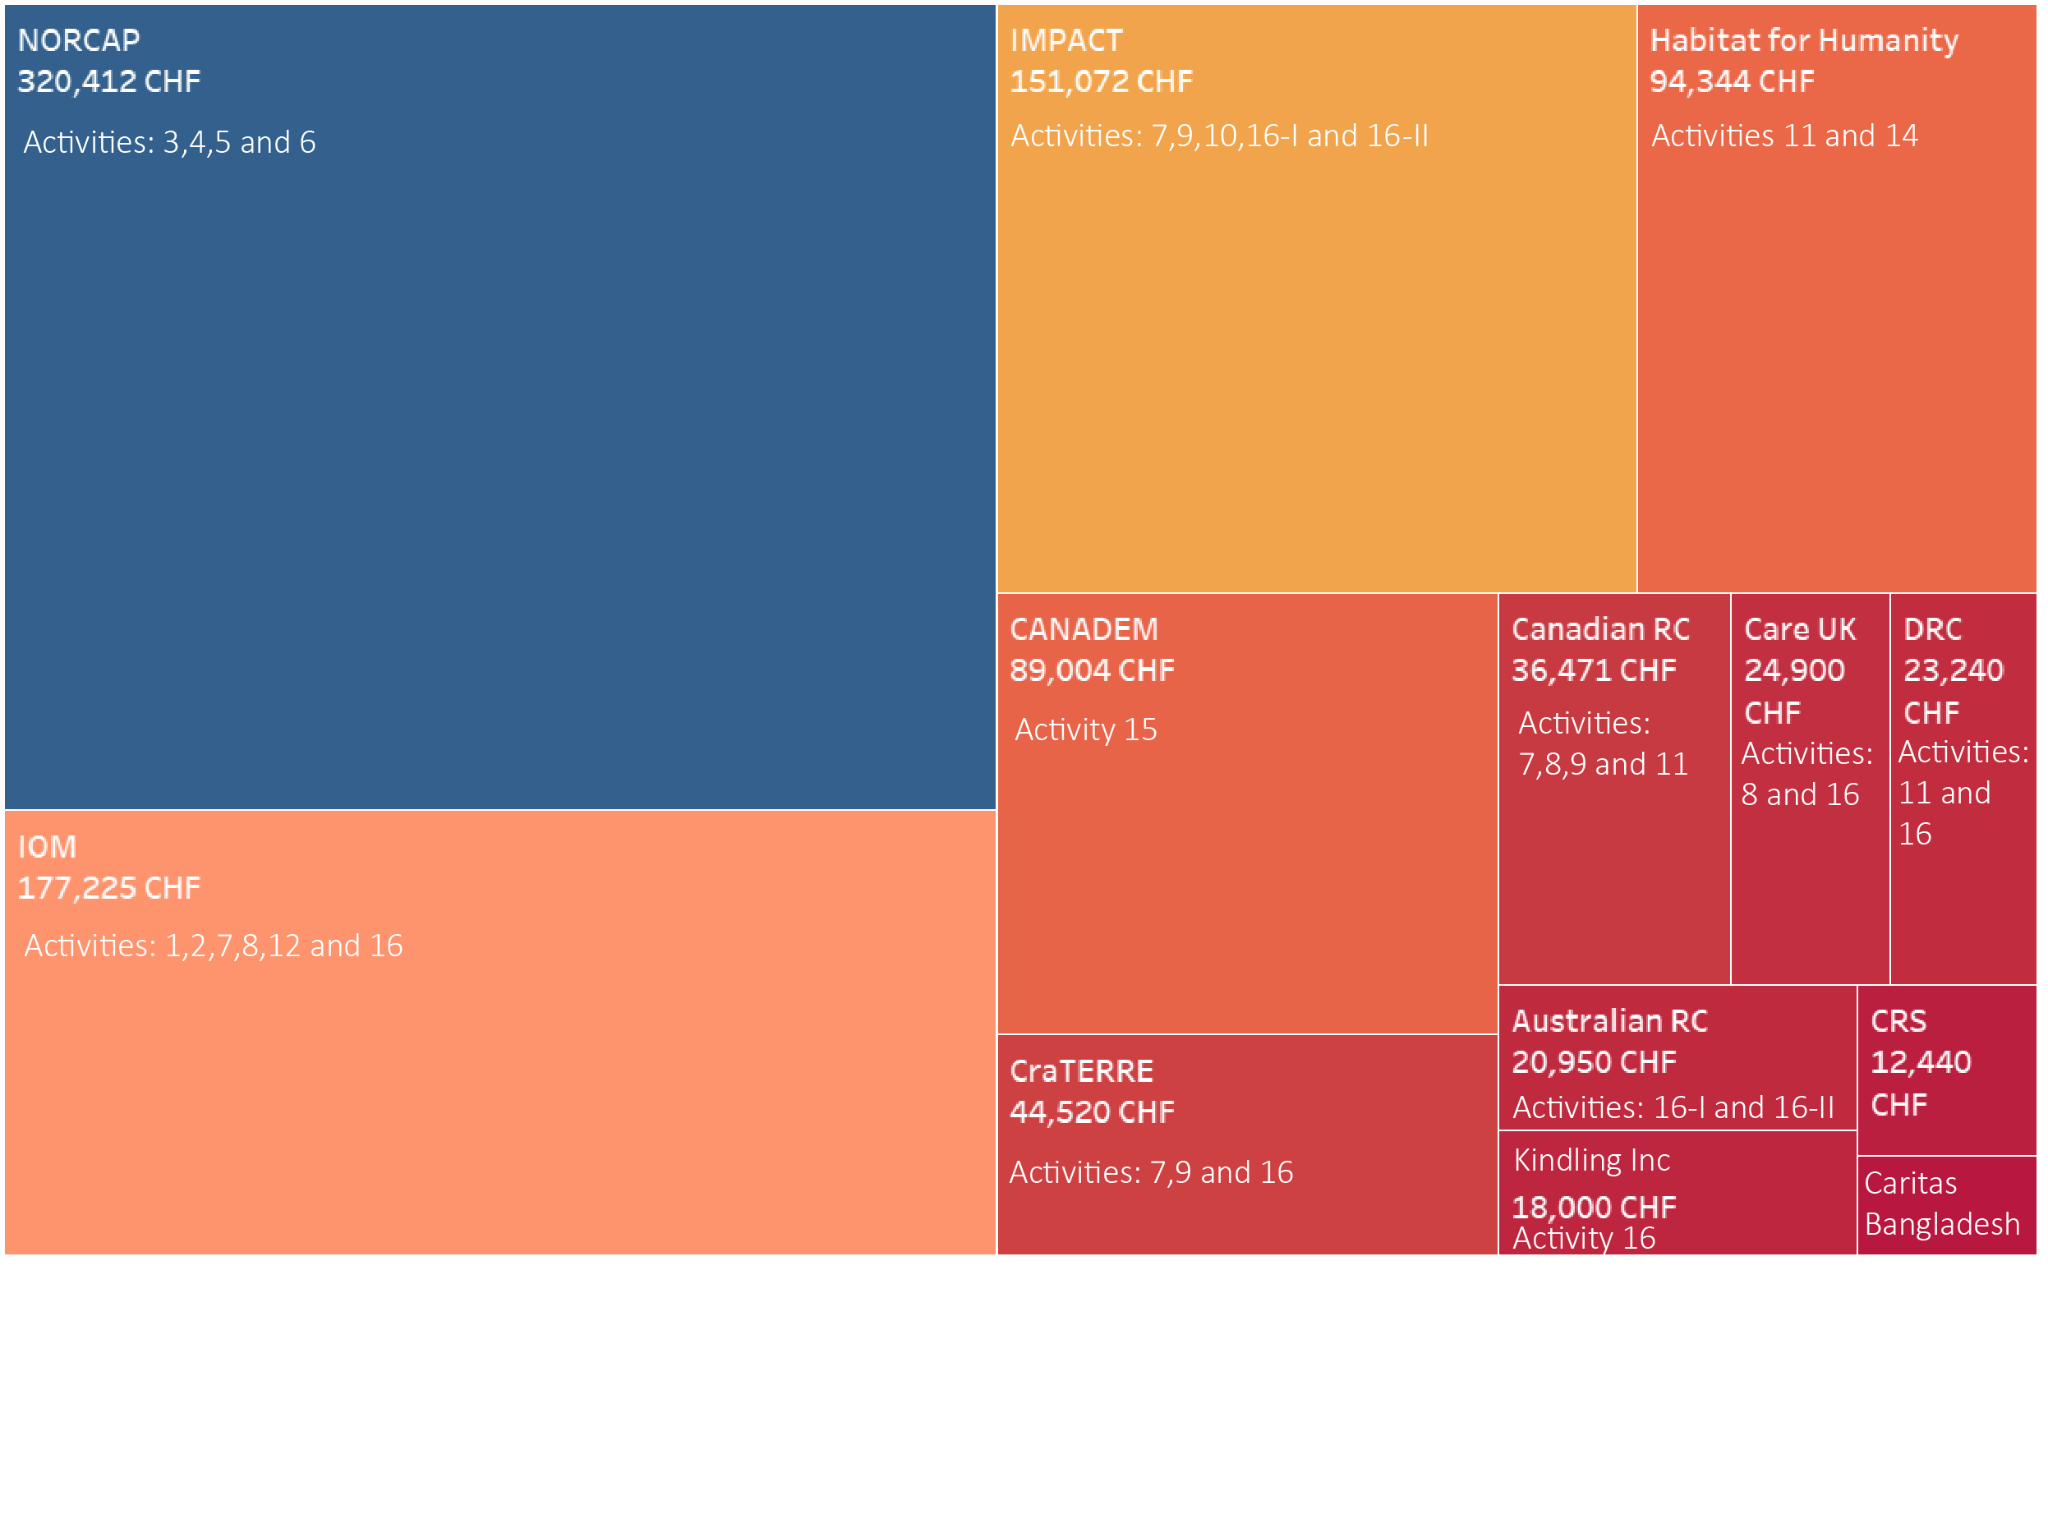 NORCAP
320,412 CHF
Activities: 3,4,5 and 6
IOM
177,225 CHF
Activities: 1,2,7,8,12 and 16
IMPACT
151,072 CHF
Activities: 7,9,10,16-I and 16-II
Habitat for Humanity
94,344 CHF
Activities 11 and 14
CANADEM
89,004 CHF
Activity 15
CraTERRE
44,520 CHF
Activities: 7,9 and 16
Canadian RC
36,471 CHF
Activities:
7,8,9 and 11
Care UK
24,900
CHF
Activities:
8 and 16
DRC
23,240
CHF
Activities:
11 and
16
Australian RC
20,950 CHF
Activities: 16-I and 16-II
Kindling Inc
18,000 CHF
Activity 16
CRS
12,440
CHF
Caritas
Bangladesh